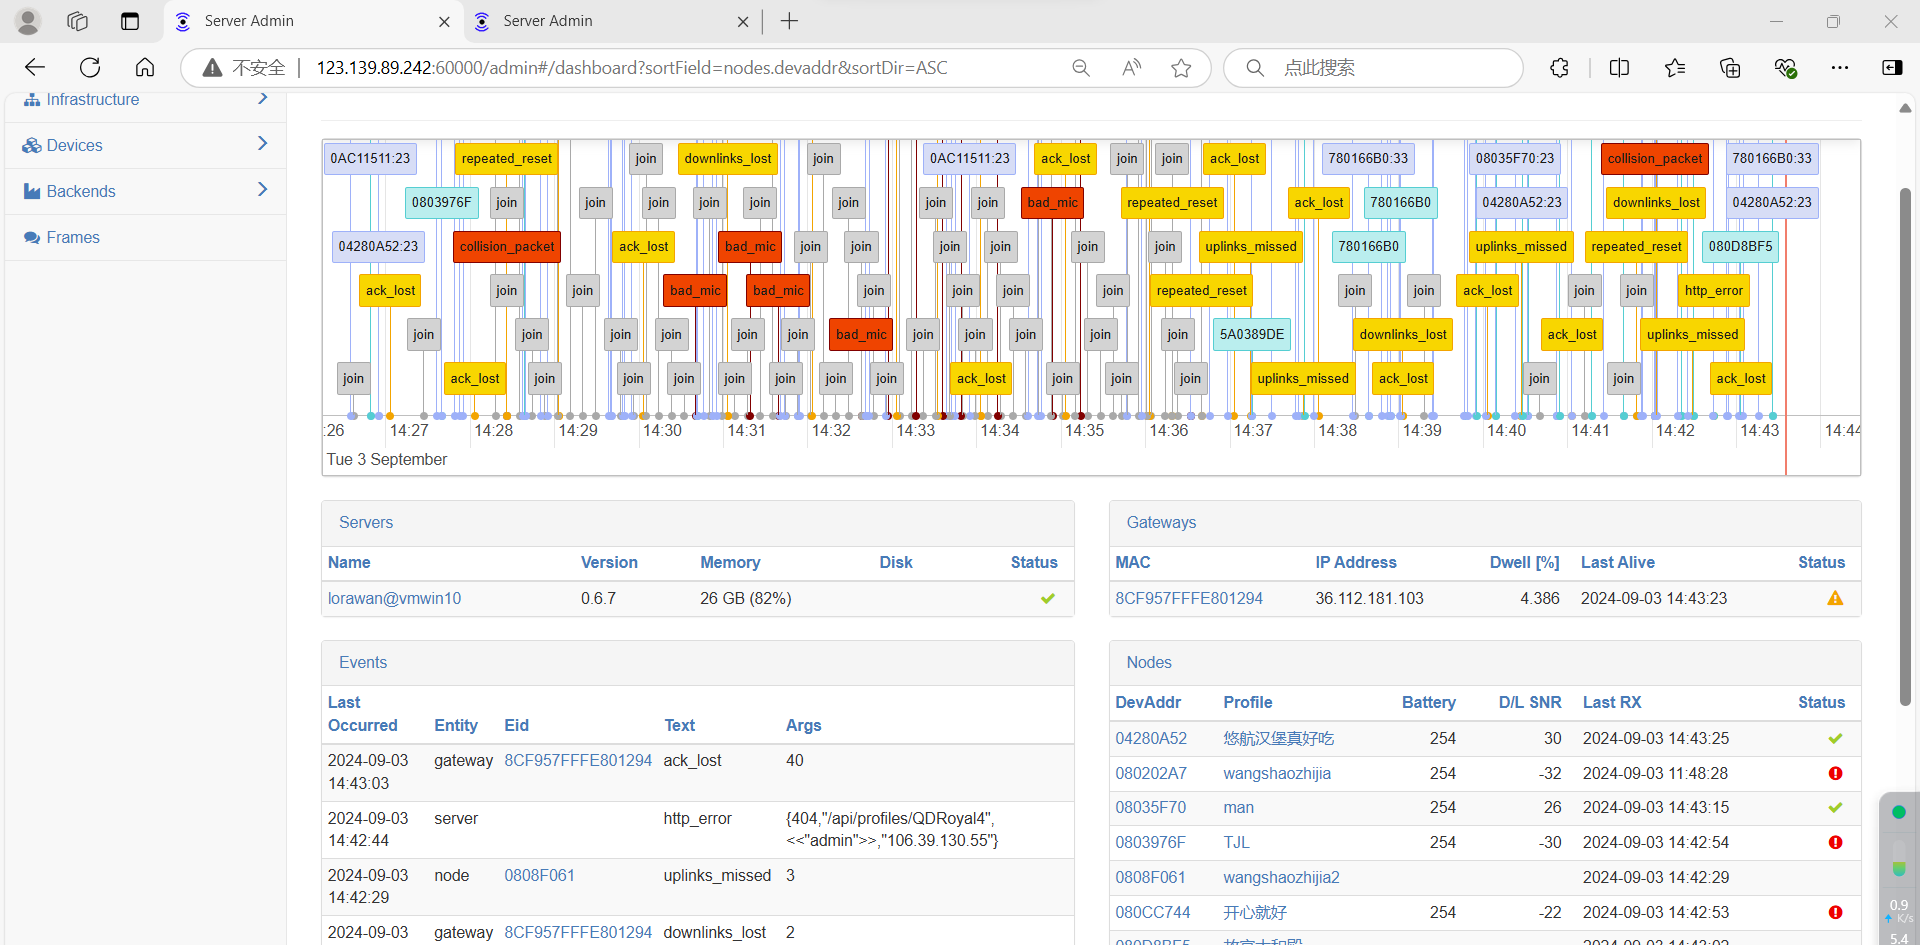 Server Admin
Server Admin
不安全
123.139.89.242:60000/admin#/dashboard?sortField=nodes.devaddr&sortDir=ASC
点此搜索
Infrastructure
Devices
Backends
Frames
0AC11511:23 repeated_reset join downlinks_lost join 0AC11511:23 ack_lost join join ack_lost 780166B0:33 08035F70:23 collision_packet 780166B0:33
0803976F join join join join join join join join bad_mic repeated_reset ack_lost 780166B0 04280A52:23 downlinks_lost 04280A52:23
04280A52:23 collision_packet ack_lost bad_mic join join join join join join uplinks_missed 780166B0 uplinks_missed repeated_reset 080D8BF5
ack_lost join join bad_mic bad_mic join join join join repeated_reset join join ack_lost join join http_error
join join join join join join bad_mic join join join join join 5A0389DE downlinks_lost ack_lost uplinks_missed
join ack_lost join join join join join join join ack_lost join join join uplinks_missed ack_lost join join ack_lost
:26 14:27 14:28 14:29 14:30 14:31 14:32 14:33 14:34 14:35 14:36 14:37 14:38 14:39 14:40 14:41 14:42 14:43 14:44
Tue 3 September
Servers
Name Version Memory Disk Status
lorawan@vmwin10 0.6.7 26 GB (82%)
Gateways
MAC IP Address Dwell [%] Last Alive Status
8CF957FFFE801294 36.112.181.103 4.386 2024-09-03 14:43:23
Events
Last
Occurred Entity Eid Text Args
2024-09-03 gateway 8CF957FFFE801294 ack_lost 40
14:43:03
2024-09-03 server http_error {404,"/api/profiles/QDRoyal4",
14:42:44 <<"admin">>,"106.39.130.55"}
2024-09-03 node 0808F061 uplinks_missed 3
14:42:29
2024-09-03 gateway 8CF957FFFE801294 downlinks_lost 2
Nodes
DevAddr Profile Battery D/L SNR Last RX Status
04280A52 悠航汉堡真好吃 254 30 2024-09-03 14:43:25
080202A7 wangshaozhijia 254 -32 2024-09-03 11:48:28
08035F70 man 254 26 2024-09-03 14:43:15
0803976F TJL 254 -30 2024-09-03 14:42:54
0808F061 wangshaozhijia2 2024-09-03 14:42:29
080CC744 开心就好 254 -22 2024-09-03 14:42:53
0.9
K/s
5.4